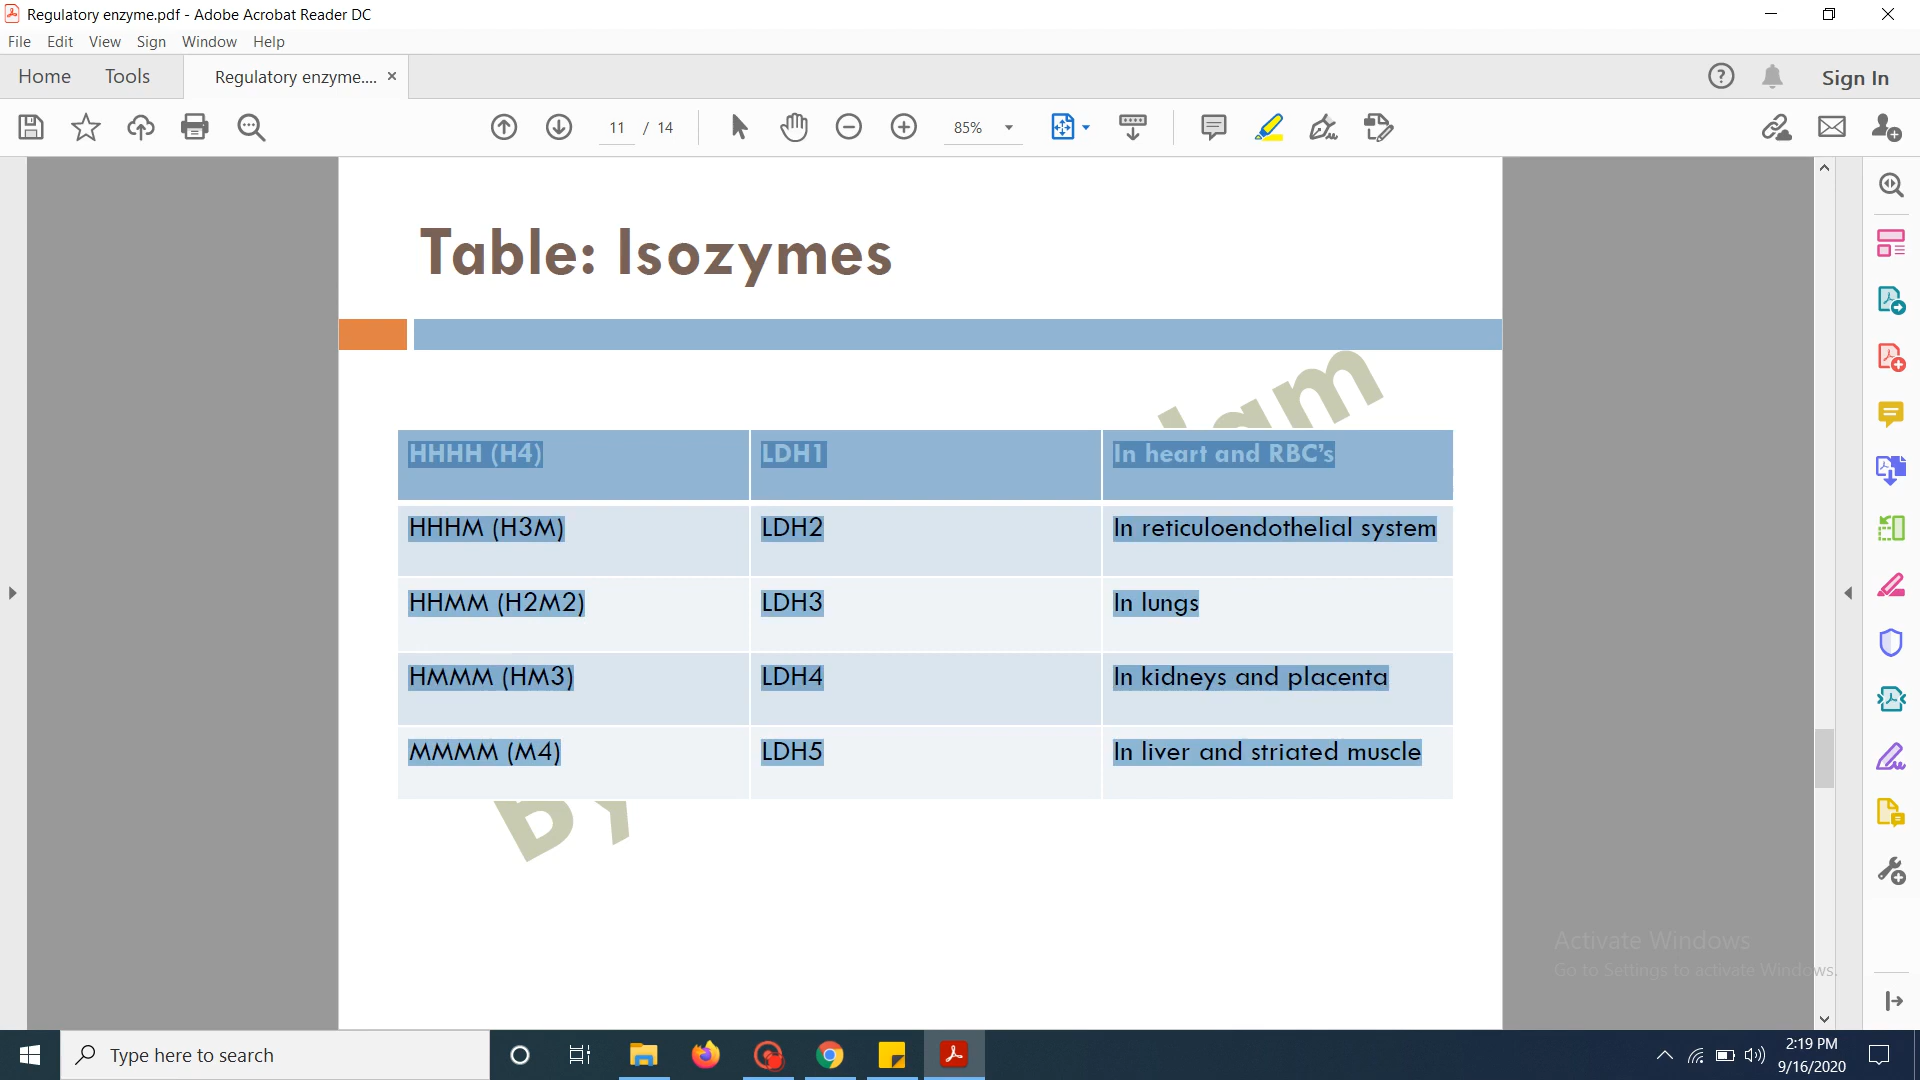 Regulatory enzyme.pdf - Adobe Acrobat Reader DC
File Edit View Sign Window Help
Home Tools Regulatory enzyme.... × Sign In
11 / 14 85%
Table: Isozymes
HHHH (H4) LDH1 In heart and RBC’s
HHHM (H3M) LDH2 In reticuloendothelial system
HHMM (H2M2) LDH3 In lungs
HMMM (HM3) LDH4 In kidneys and placenta
MMMM (M4) LDH5 In liver and striated muscle
By
Activate Windows
Go to Settings to activate Windows.
Type here to search
2:19 PM
9/16/2020